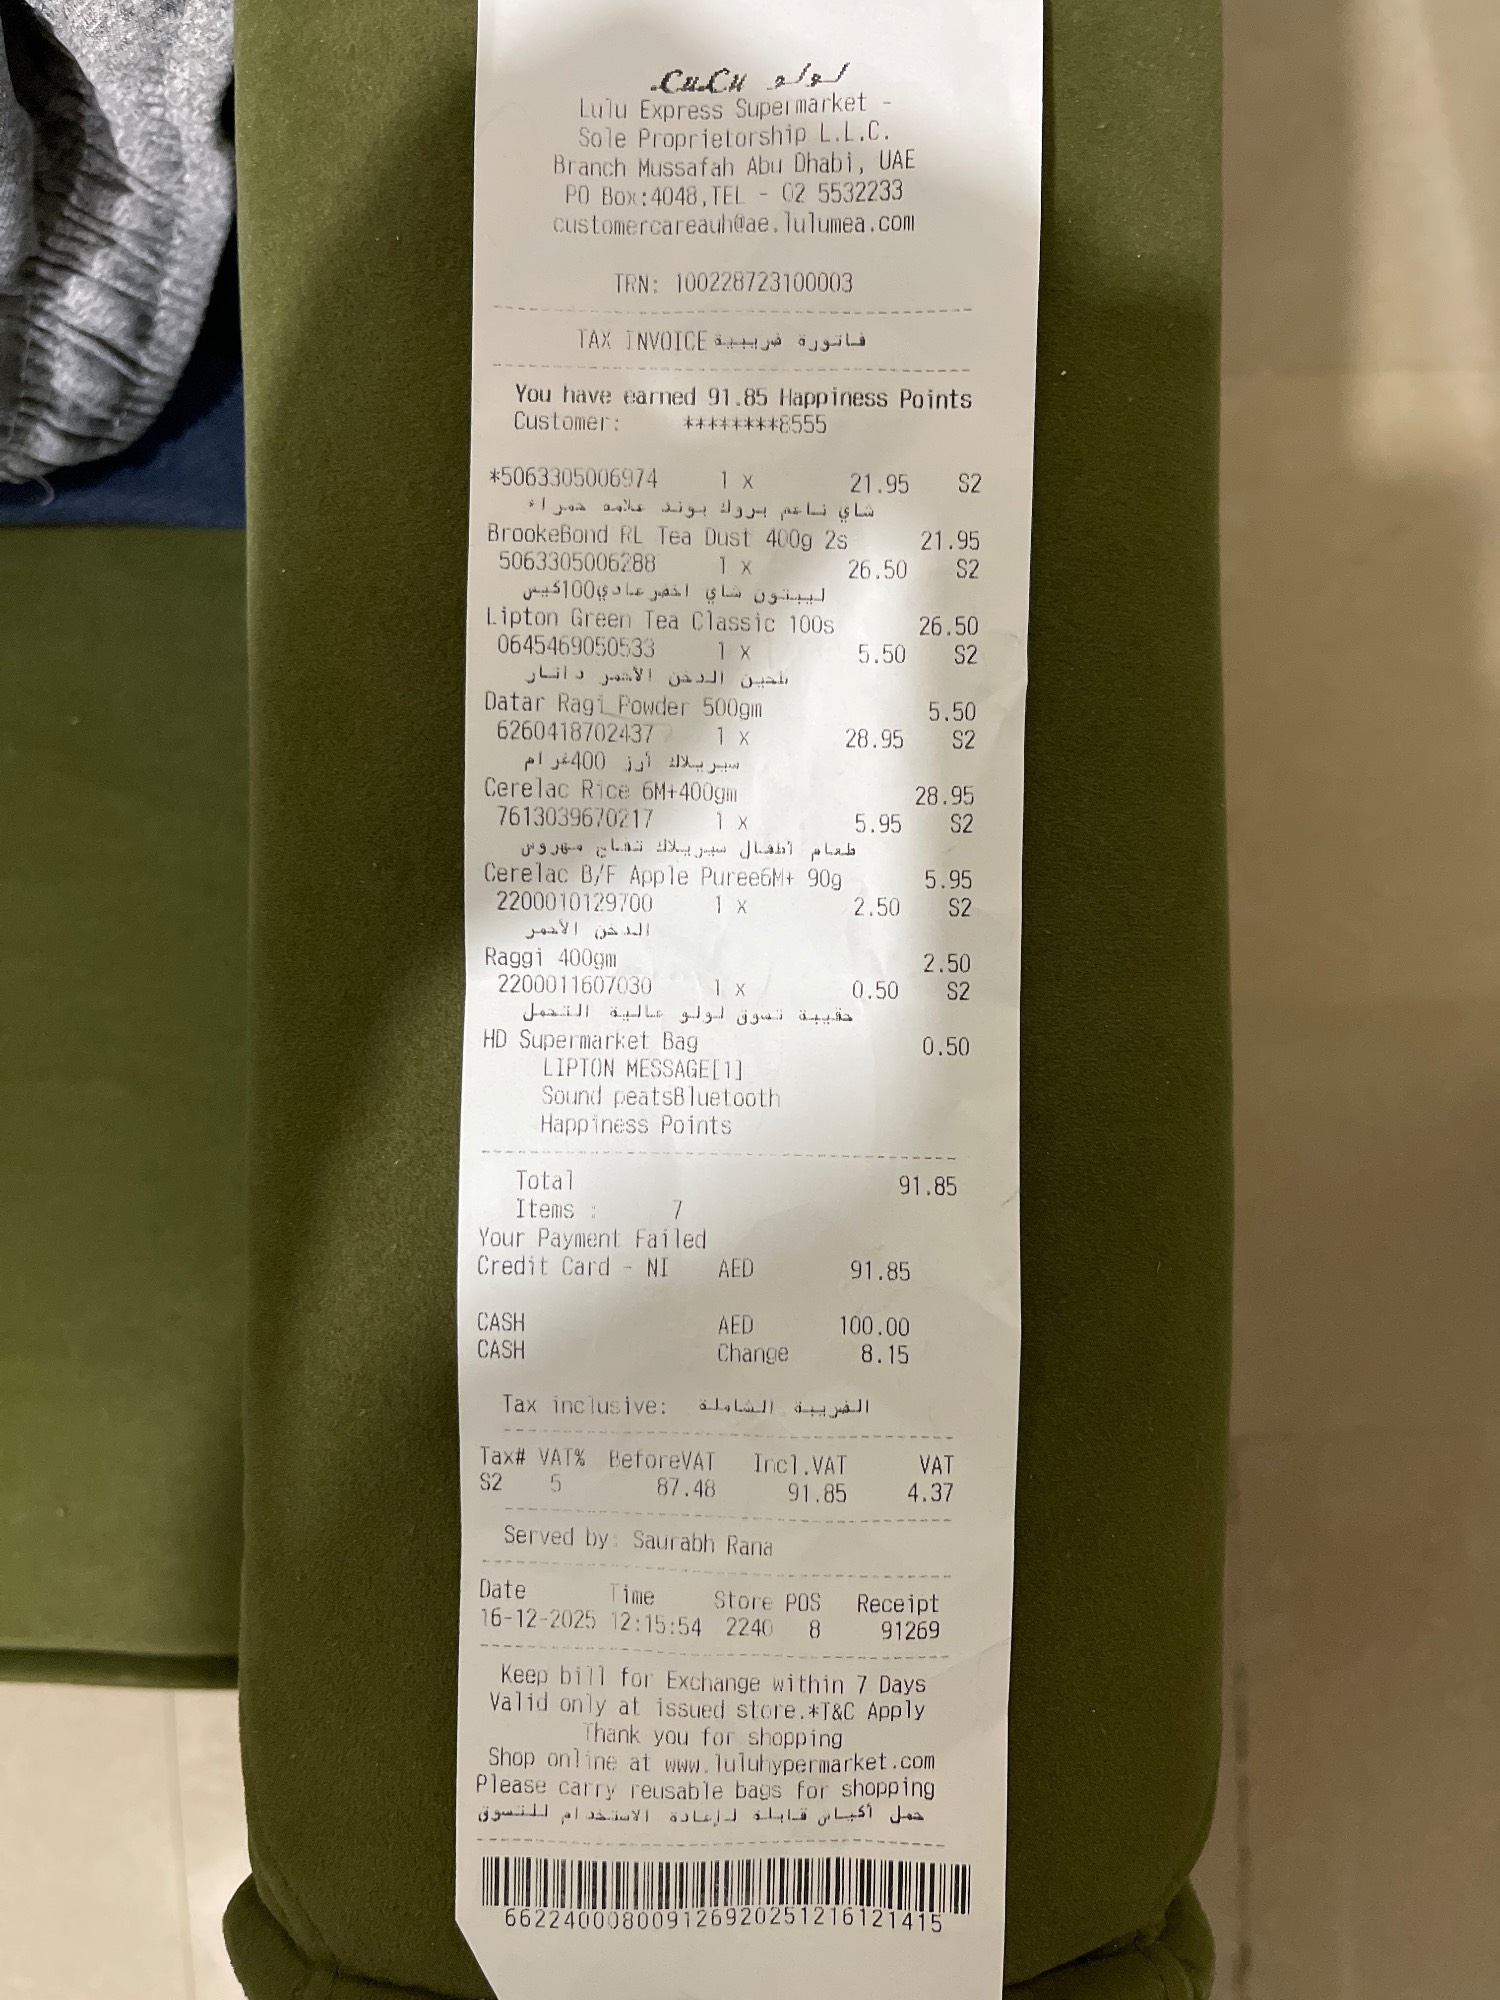 LuLu لولو
Lulu Express Supermarket -
Sole Proprietorship L.L.C.
Branch Mussafah Abu Dhabi, UAE
PO Box:4048,TEL - 02 5532233
customercareauh@ae.lulumea.com
TRN: 100228723100003
TAX INVOICE فاتورة ضريبية
You have earned 91.85 Happiness Points
Customer: ********8555
*5063305006974 1 x 21.95 S2
شاي ناعم بروك بوند علامه حمراء
BrookeBond RL Tea Dust 400g 2s 21.95
5063305006288 1 x 26.50 S2
ليبتون شاي اخضر عادي100كيس
Lipton Green Tea Classic 100s 26.50
0645469050533 1 x 5.50 S2
طحين الدخن الأحمر داتار
Datar Ragi Powder 500gm 5.50
6260418702437 1 x 28.95 S2
سيريلاك أرز 400غرام
Cerelac Rice 6M+400gm 28.95
7613039670217 1 x 5.95 S2
طعام أطفال سيريلاك تفاح مهروس
Cerelac B/F Apple Puree6M+ 90g 5.95
2200010129700 1 x 2.50 S2
الدخن الأحمر
Raggi 400gm 2.50
2200011607030 1 x 0.50 S2
حقيبة تسوق لولو عالية التحمل
HD Supermarket Bag 0.50
LIPTON MESSAGE[1]
Sound peatsBluetooth
Happiness Points
Total 91.85
Items : 7
Your Payment Failed
Credit Card - NI AED 91.85
CASH AED 100.00
CASH Change 8.15
Tax inclusive: الضريبة الشاملة
Tax# VAT% BeforeVAT Incl.VAT VAT
S2 5 87.48 91.85 4.37
Served by: Saurabh Rana
Date Time Store POS Receipt
16-12-2025 12:15:54 2240 8 91269
Keep bill for Exchange within 7 Days
Valid only at issued store.*T&C Apply
Thank you for shopping
Shop online at www.luluhypermarket.com
Please carry reusable bags for shopping
حمل أكياس قابلة لإعادة الاستخدام للتسوق
6622400080091269202512161214​15